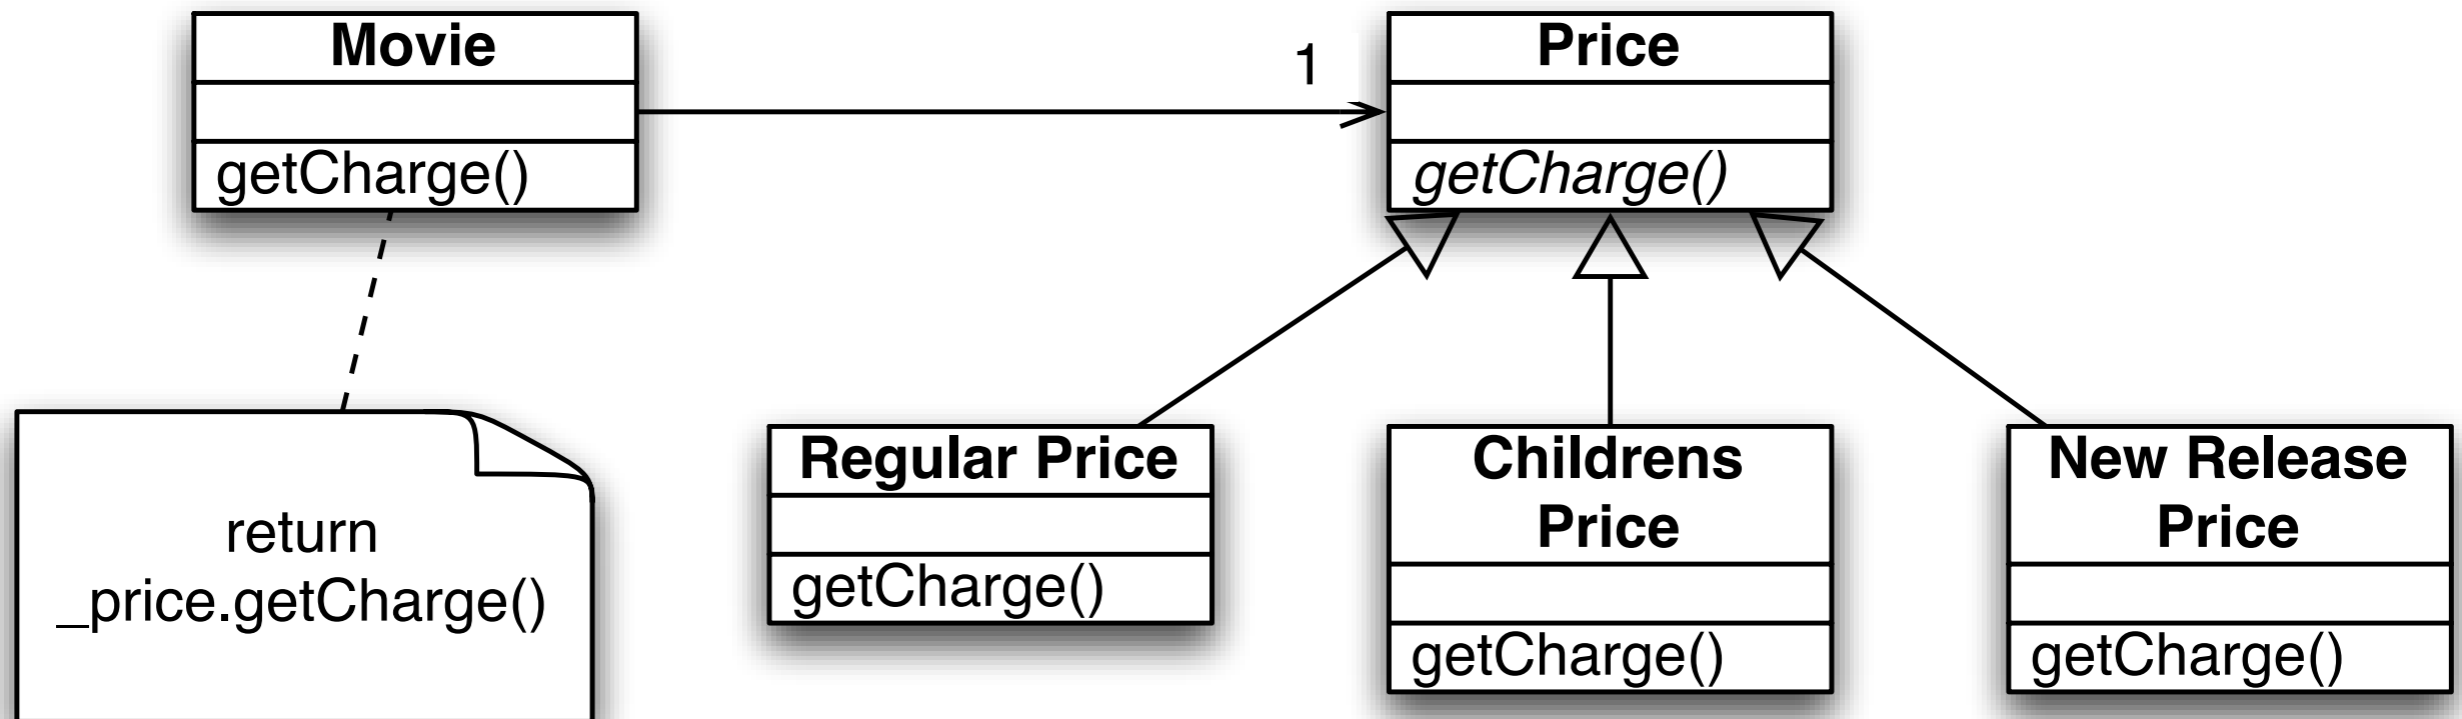 Movie
getCharge()
1
Price
getCharge()
return
_price.getCharge()
Regular Price
getCharge()
Childrens
Price
getCharge()
New Release
Price
getCharge()